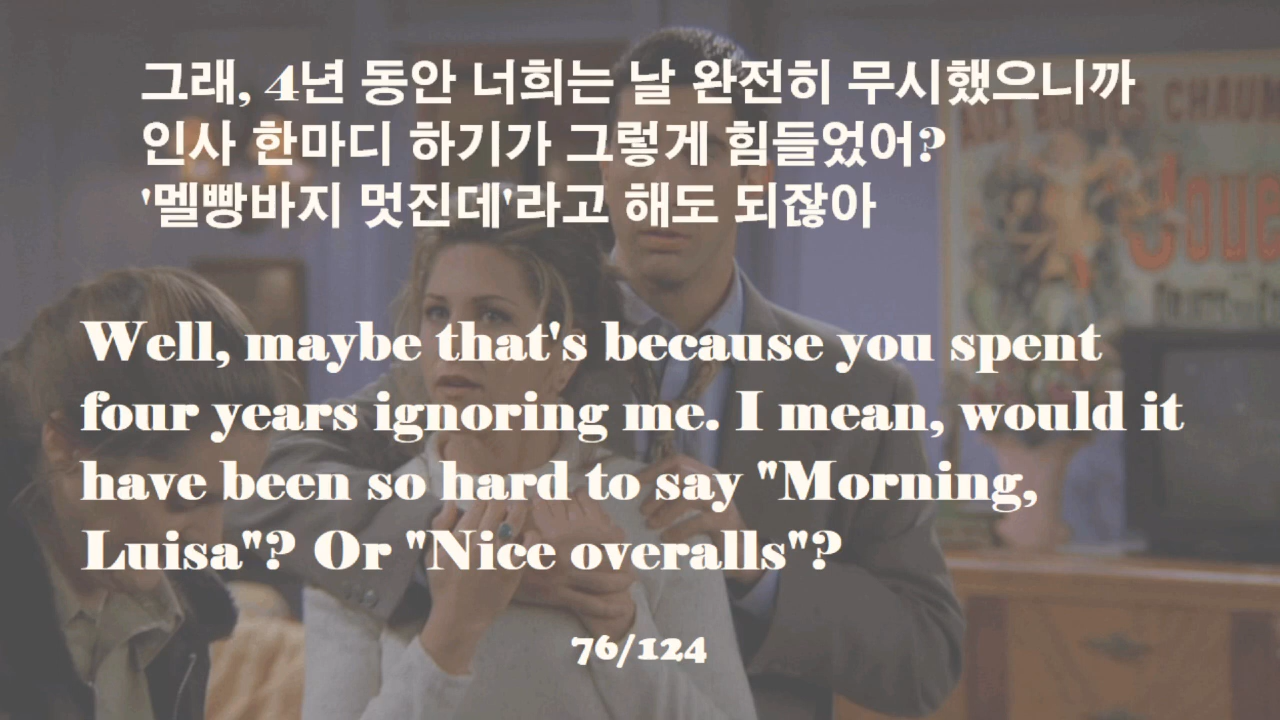 그래, 4년 동안 너희는 날 완전히 무시했으니까
인사 한마디 하기가 그렇게 힘들었어?
'멜빵바지 멋진데'라고 해도 되잖아
Well, maybe that's because you spent
four years ignoring me. I mean, would it
have been so hard to say "Morning,
Luisa"? Or "Nice overalls"?
76/124